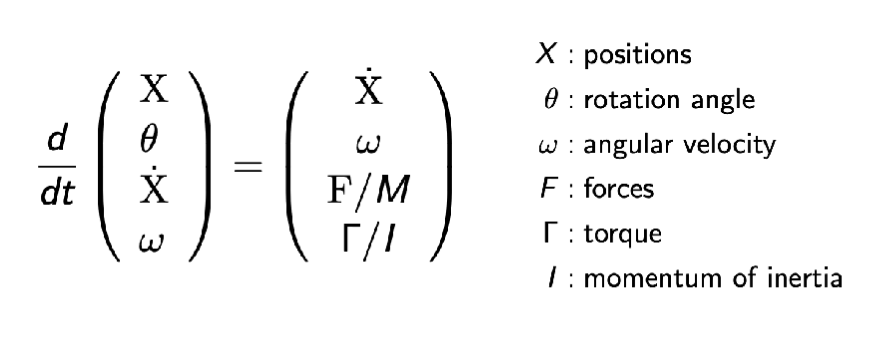 d/dt ( X θ Ẋ ω ) = ( Ẋ ω F/M Γ/I )
X : positions
θ : rotation angle
ω : angular velocity
F : forces
Γ : torque
I : momentum of inertia